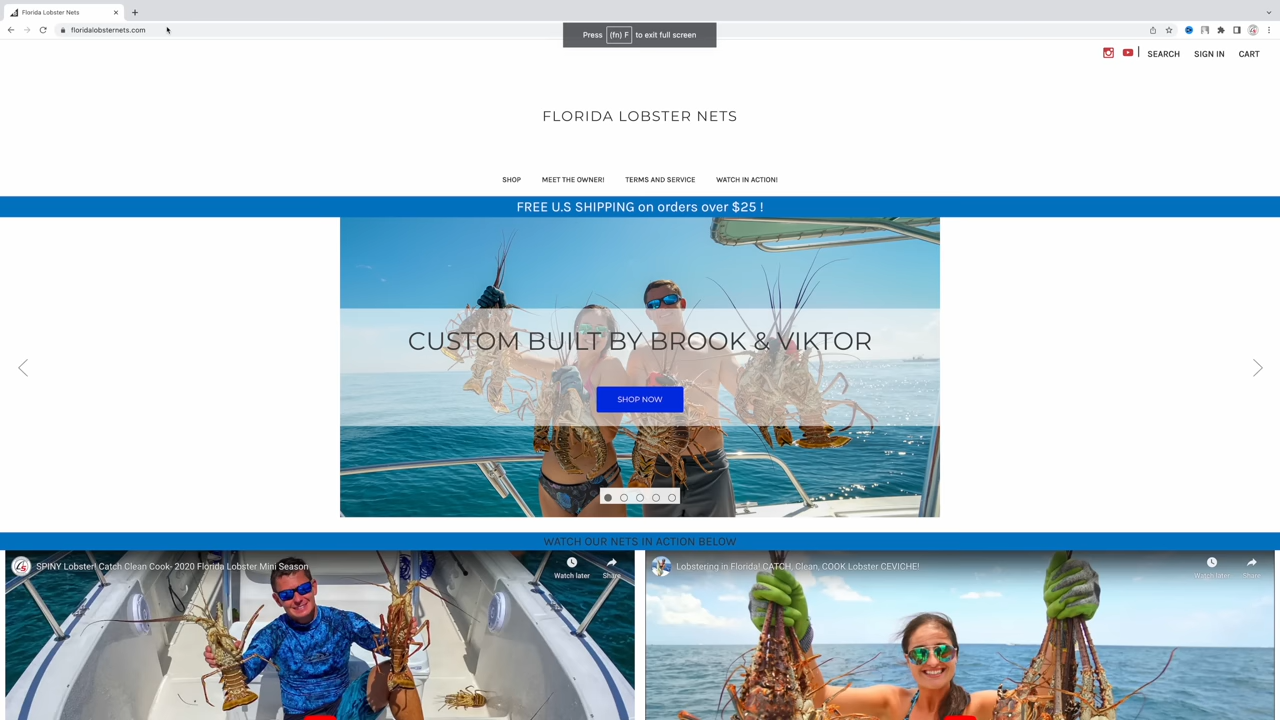 Florida Lobster Nets
floridalobsternets.com
Press (fn) F to exit full screen
SEARCH SIGN IN CART
FLORIDA LOBSTER NETS
SHOP MEET THE OWNER! TERMS AND SERVICE WATCH IN ACTION!
FREE U.S SHIPPING on orders over $25 !
CUSTOM BUILT BY BROOK & VIKTOR
SHOP NOW
WATCH OUR NETS IN ACTION BELOW
SPINY Lobster! Catch Clean Cook- 2020 Florida Lobster Mini Season
Watch later Share
Lobstering in Florida! CATCH, Clean, COOK Lobster CEVICHE!
Watch later Share